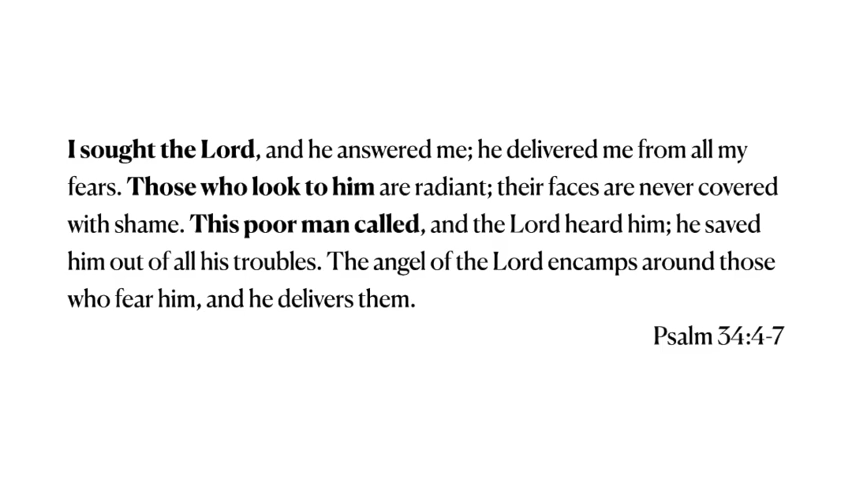 I sought the Lord, and he answered me; he delivered me from all my
fears. Those who look to him are radiant; their faces are never covered
with shame. This poor man called, and the Lord heard him; he saved
him out of all his troubles. The angel of the Lord encamps around those
who fear him, and he delivers them.
Psalm 34:4-7